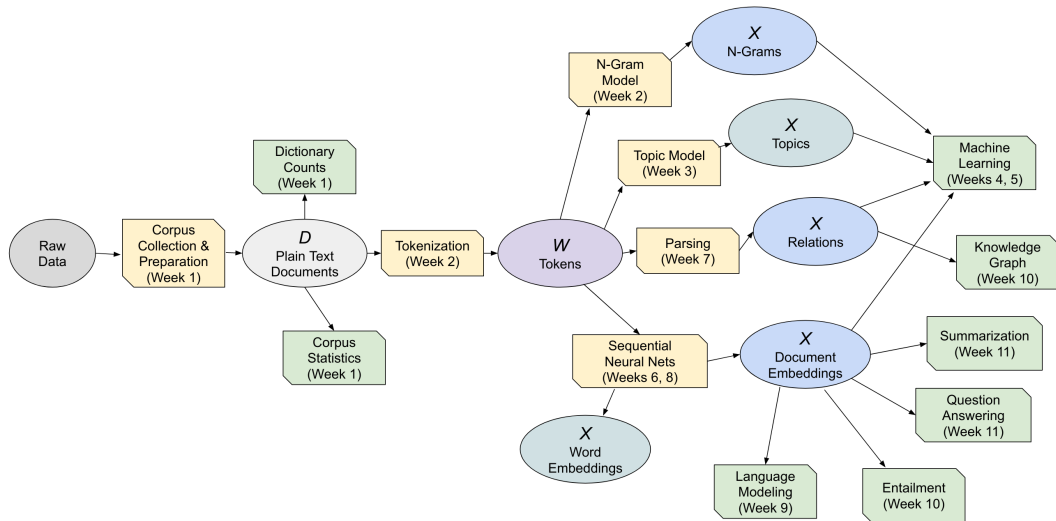 X
N-Grams
N-Gram
Model
(Week 2)
X
Topics
Dictionary
Counts
(Week 1)
Topic Model
(Week 3)
Machine
Learning
(Weeks 4, 5)
Raw
Data
Corpus
Collection &
Preparation
(Week 1)
D
Plain Text
Documents
Tokenization
(Week 2)
W
Tokens
Parsing
(Week 7)
X
Relations
Knowledge
Graph
(Week 10)
Corpus
Statistics
(Week 1)
Sequential
Neural Nets
(Weeks 6, 8)
X
Document
Embeddings
Summarization
(Week 11)
Question
Answering
(Week 11)
X
Word
Embeddings
Language
Modeling
(Week 9)
Entailment
(Week 10)